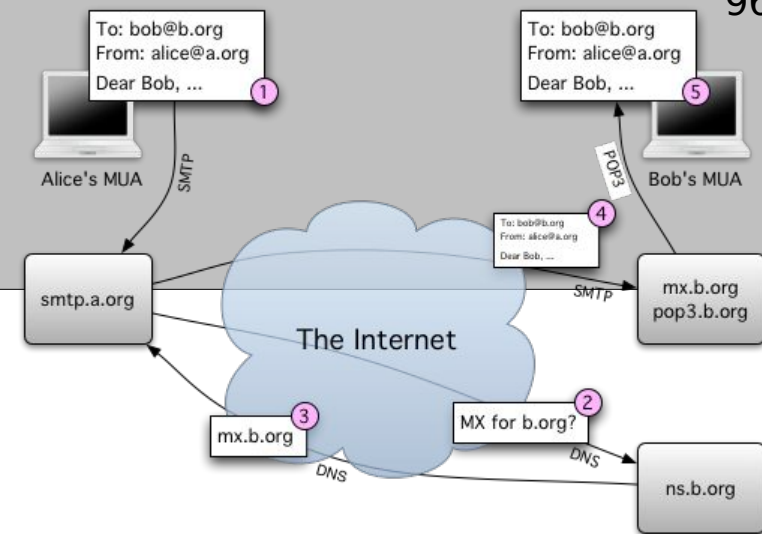 96
To: bob@b.org
From: alice@a.org
Dear Bob, ...
1
Alice's MUA
SMTP
To: bob@b.org
From: alice@a.org
Dear Bob, ...
5
Bob's MUA
POP3
To: bob@b.org
From: alice@a.org
Dear Bob, ...
4
SMTP
smtp.a.org
mx.b.org
pop3.b.org
The Internet
MX for b.org?
2
DNS
mx.b.org
3
DNS
ns.b.org